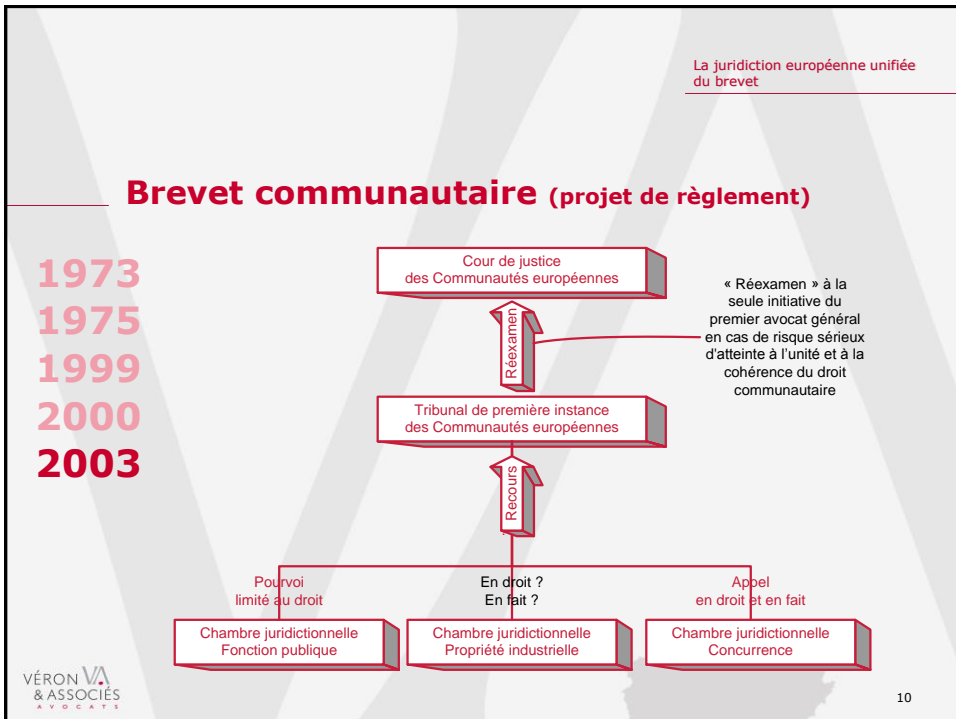 La juridiction européenne unifiée
du brevet
Brevet communautaire (projet de règlement)
1973
1975
1999
2000
2003
Cour de justice
des Communautés européennes
« Réexamen » à la
seule initiative du
premier avocat général
en cas de risque sérieux
d'atteinte à l'unité et à la
cohérence du droit
communautaire
Réexamen
Tribunal de première instance
des Communautés européennes
Recours
Pourvoi
limité au droit
En droit ?
En fait ?
Appel
en droit et en fait
Chambre juridictionnelle
Fonction publique
Chambre juridictionnelle
Propriété industrielle
Chambre juridictionnelle
Concurrence
VÉRON VA
& ASSOCIÉS
AVOCATS
10